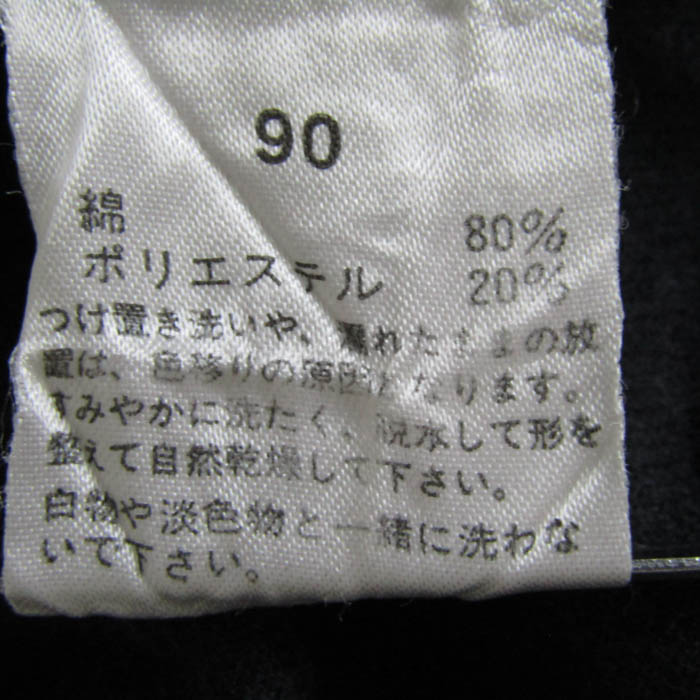 90
綿 80%
ポリエステル 20%
つけ置き洗いや、濡れたままの放
置は、色移りの原因となります。
すみやかに洗たく、脱水して形を
整えて自然乾燥して下さい。
白物や淡色物と一緒に洗わな
いで下さい。